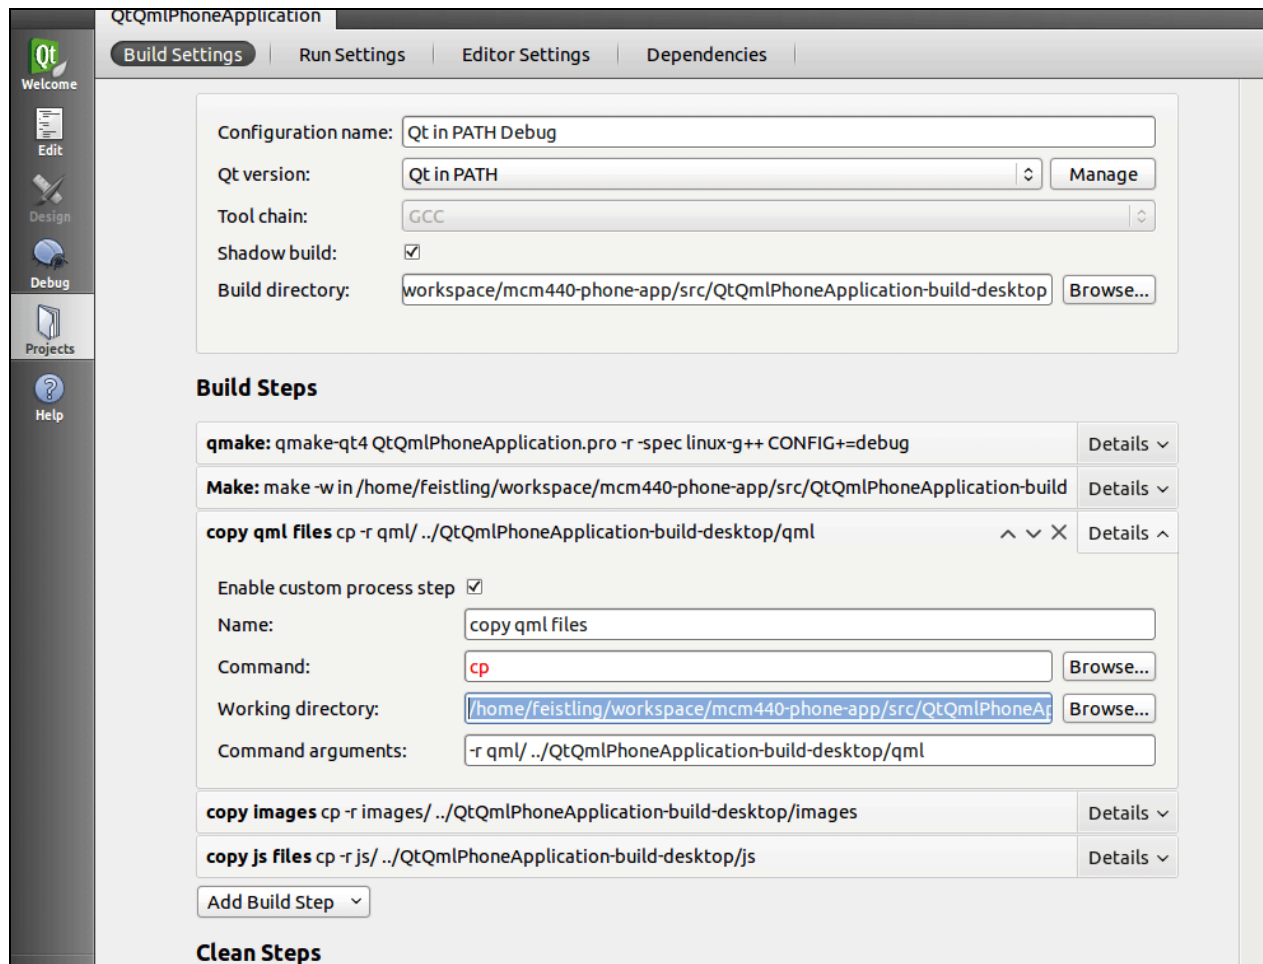 QtQmlPhoneApplication
Build Settings Run Settings Editor Settings Dependencies
Qt
Welcome
Edit
Design
Debug
Projects
Help
Configuration name: Qt in PATH Debug
Qt version: Qt in PATH Manage
Tool chain: GCC
Shadow build:
Build directory: workspace/mcm440-phone-app/src/QtQmlPhoneApplication-build-desktop Browse...
Build Steps
qmake: qmake-qt4 QtQmlPhoneApplication.pro -r -spec linux-g++ CONFIG+=debug Details
Make: make -w in /home/feistling/workspace/mcm440-phone-app/src/QtQmlPhoneApplication-build Details
copy qml files cp -r qml/ ../QtQmlPhoneApplication-build-desktop/qml Details
Enable custom process step
Name: copy qml files
Command: cp Browse...
Working directory: /home/feistling/workspace/mcm440-phone-app/src/QtQmlPhoneAp Browse...
Command arguments: -r qml/ ../QtQmlPhoneApplication-build-desktop/qml
copy images cp -r images/ ../QtQmlPhoneApplication-build-desktop/images Details
copy js files cp -r js/ ../QtQmlPhoneApplication-build-desktop/js Details
Add Build Step
Clean Steps